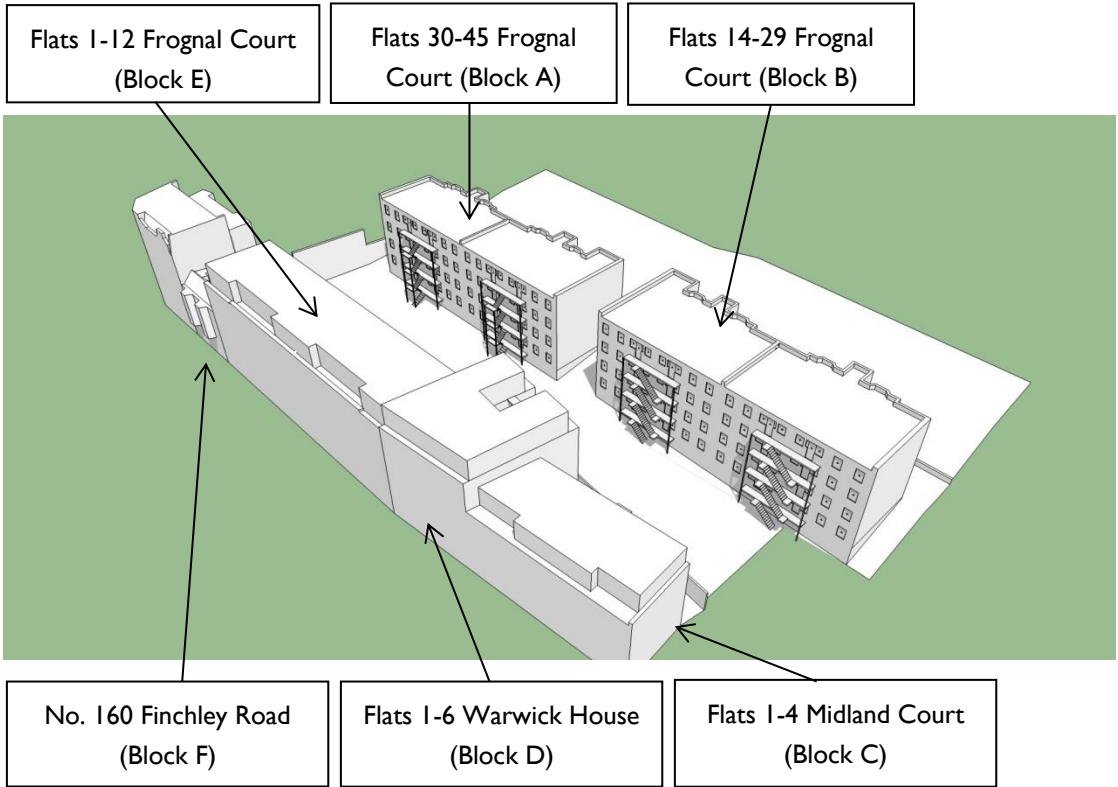 Flats 1-12 Frognal Court
(Block E)
Flats 30-45 Frognal
Court (Block A)
Flats 14-29 Frognal
Court (Block B)
No. 160 Finchley Road
(Block F)
Flats 1-6 Warwick House
(Block D)
Flats 1-4 Midland Court
(Block C)